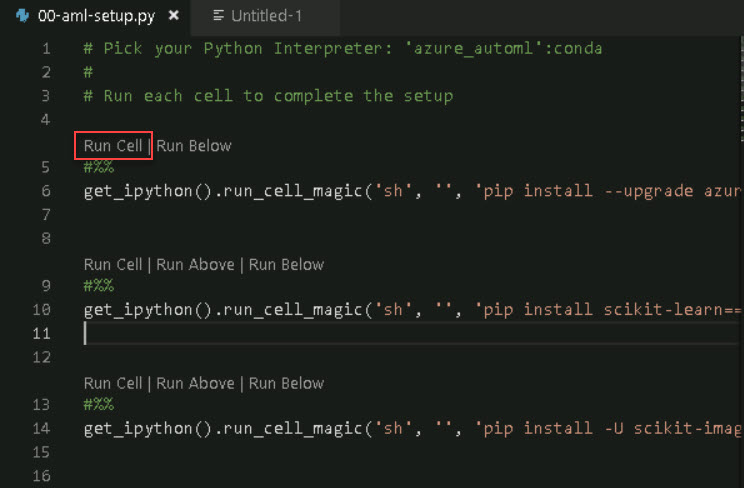 00-aml-setup.py × Untitled-1
1 # Pick your Python Interpreter: 'azure_automl':conda
2 #
3 # Run each cell to complete the setup
4
Run Cell | Run Below
5 #%%
6 get_ipython().run_cell_magic('sh', '', 'pip install --upgrade azur
7
8
Run Cell | Run Above | Run Below
9 #%%
10 get_ipython().run_cell_magic('sh', '', 'pip install scikit-learn==
11
12
Run Cell | Run Above | Run Below
13 #%%
14 get_ipython().run_cell_magic('sh', '', 'pip install -U scikit-imag
15
16